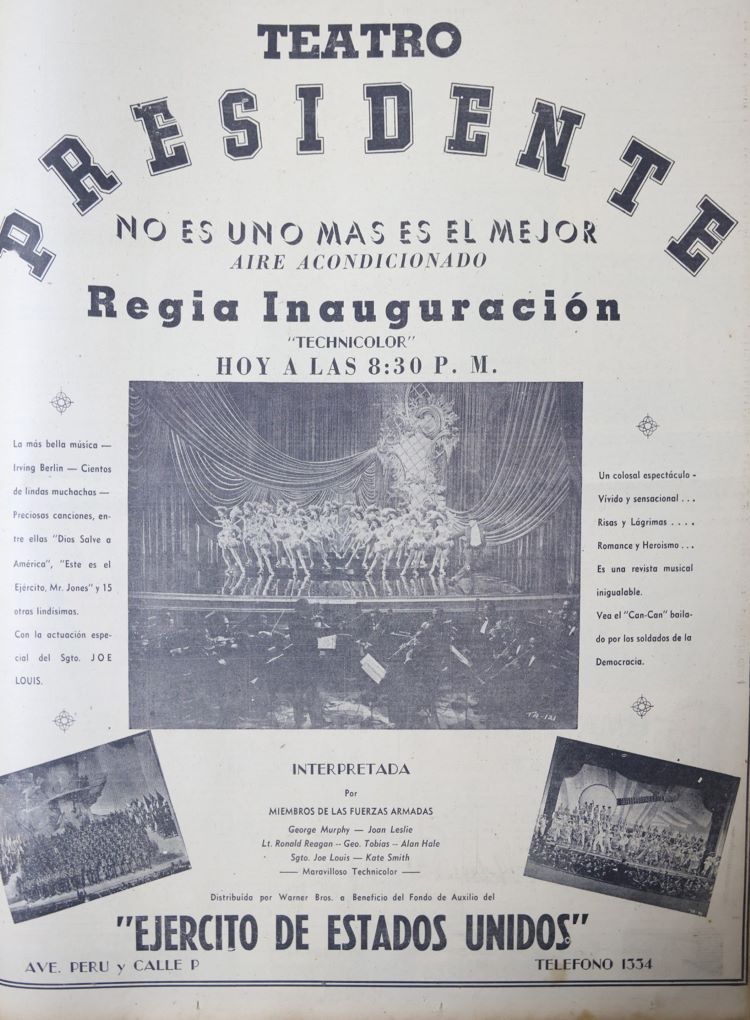 TEATRO
PRESIDENTE
NO ES UNO MAS ES EL MEJOR
AIRE ACONDICIONADO
Regia Inauguración
"TECHNICOLOR"
HOY A LAS 8:30 P. M.
La más bella música —
Irving Berlin — Cientos
de lindas muchachas —
Preciosas canciones, en-
tre ellas "Dios Salve a
América", "Este es el
Ejército, Mr. Jones" y 15
otras lindísimas.
Con la actuación espe-
cial del Sgto. JOE
LOUIS.
Un colosal espectáculo -
Vívido y sensacional . . .
Risas y Lágrimas . . . .
Romance y Heroismo . . .
Es una revista musical
inigualable.
Vea el "Can-Can" baila-
do por los soldados de la
Democracia.
TA-121
INTERPRETADA
Por
MIEMBROS DE LAS FUERZAS ARMADAS
George Murphy — Joan Leslie
Lt. Ronald Reagan -- Geo. Tobias -- Alan Hale
Sgto. Joe Louis — Kate Smith
—— Maravilloso Technicolor ——
Distribuída por Warner Bros. a Beneficio del Fondo de Auxilio del
"EJERCITO DE ESTADOS UNIDOS"
AVE. PERU y CALLE P
TELEFONO 1334